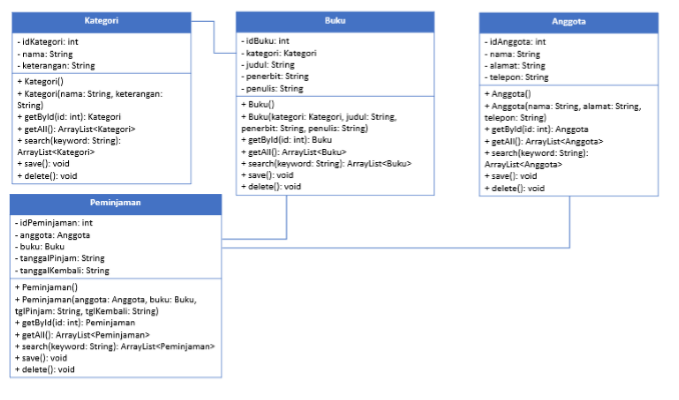 Kategori
- idKategori: int
- nama: String
- keterangan: String
+ Kategori()
+ Kategori(nama: String, keterangan:
String)
+ getById(id: int): Kategori
+ getAll(): ArrayList<Kategori>
+ search(keyword: String):
ArrayList<Kategori>
+ save(): void
+ delete(): void
Buku
- idBuku: int
- kategori: Kategori
- judul: String
- penerbit: String
- penulis: String
+ Buku()
+ Buku(kategori: Kategori, judul: String,
penerbit: String, penulis: String)
+ getById(id: int): Buku
+ getAll(): ArrayList<Buku>
+ search(keyword: String): ArrayList<Buku>
+ save(): void
+ delete(): void
Anggota
- idAnggota: int
- nama: String
- alamat: String
- telepon: String
+ Anggota()
+ Anggota(nama: String, alamat: String,
telepon: String)
+ getById(id: int): Anggota
+ getAll(): ArrayList<Anggota>
+ search(keyword: String):
ArrayList<Anggota>
+ save(): void
+ delete(): void
Peminjaman
- idPeminjaman: int
- anggota: Anggota
- buku: Buku
- tanggalPinjam: String
- tanggalKembali: String
+ Peminjaman()
+ Peminjaman(anggota: Anggota, buku: Buku,
tglPinjam: String, tglKembali: String)
+ getById(id: int): Peminjaman
+ getAll(): ArrayList<Peminjaman>
+ search(keyword: String): ArrayList<Peminjaman>
+ save(): void
+ delete(): void